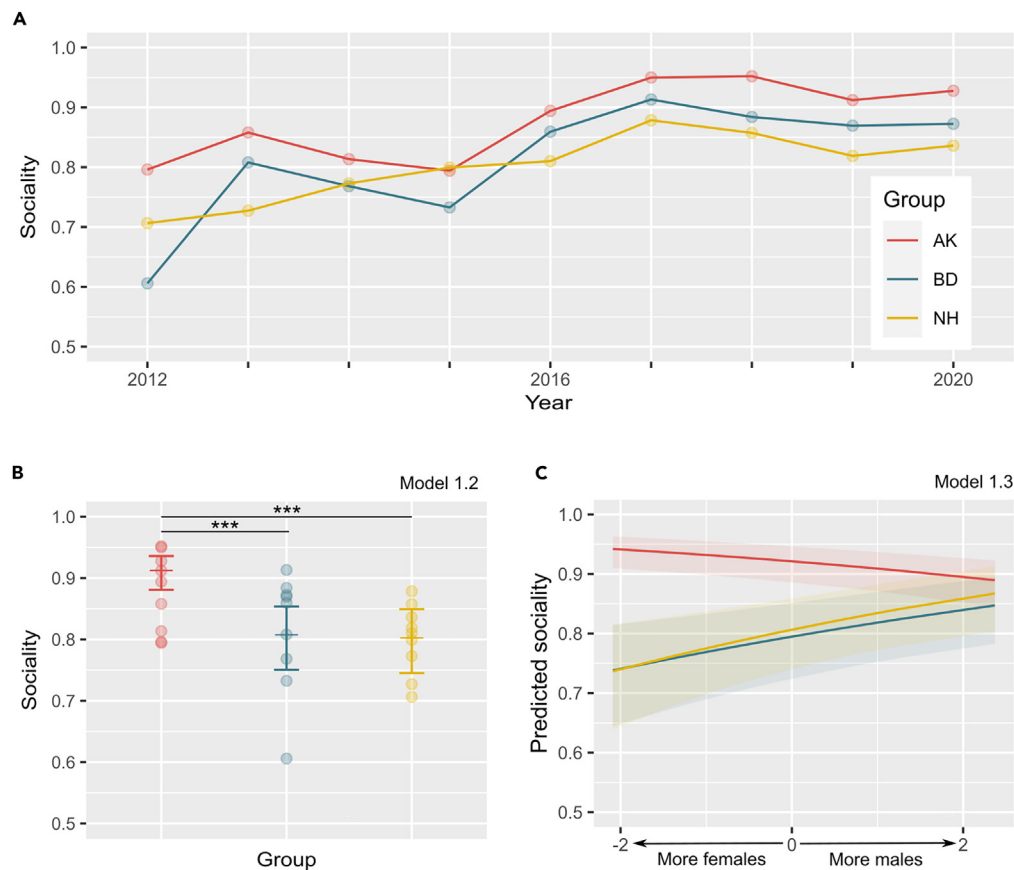 A
Sociality
1.0
0.9
0.8
0.7
0.6
0.5
Group
AK
BD
NH
2012
2016
2020
Year
B
Model 1.2
Sociality
1.0
0.9
0.8
0.7
0.6
0.5
***
***
Group
C
Model 1.3
Predicted sociality
1.0
0.9
0.8
0.7
0.6
0.5
-2
0
2
More females
More males